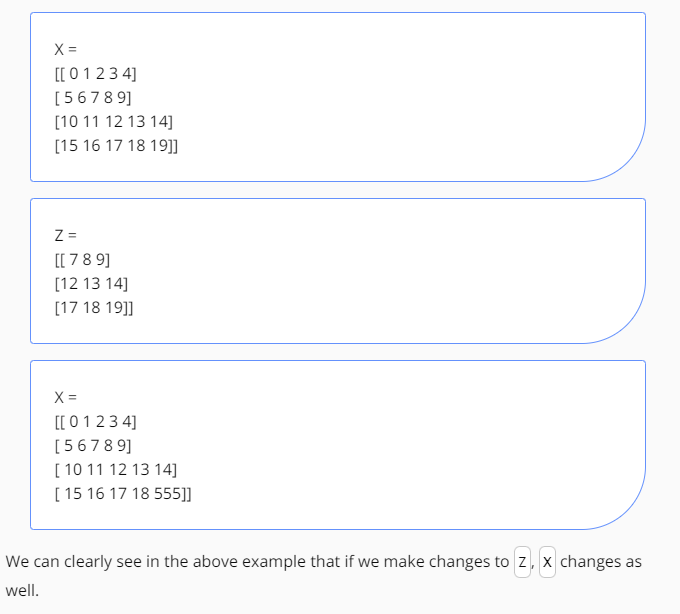 X =
[[ 0 1 2 3 4]
[ 5 6 7 8 9]
[10 11 12 13 14]
[15 16 17 18 19]]
Z =
[[ 7 8 9]
[12 13 14]
[17 18 19]]
X =
[[ 0 1 2 3 4]
[ 5 6 7 8 9]
[ 10 11 12 13 14]
[ 15 16 17 18 555]]
We can clearly see in the above example that if we make changes to Z, X changes as
well.